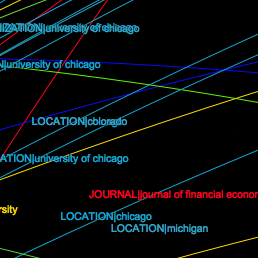 IZATION|university of chicago
N|university of chicago
LOCATION|colorado
ATION|university of chicago
JOURNAL|journal of financial econor
rsity
LOCATION|chicago
LOCATION|michigan